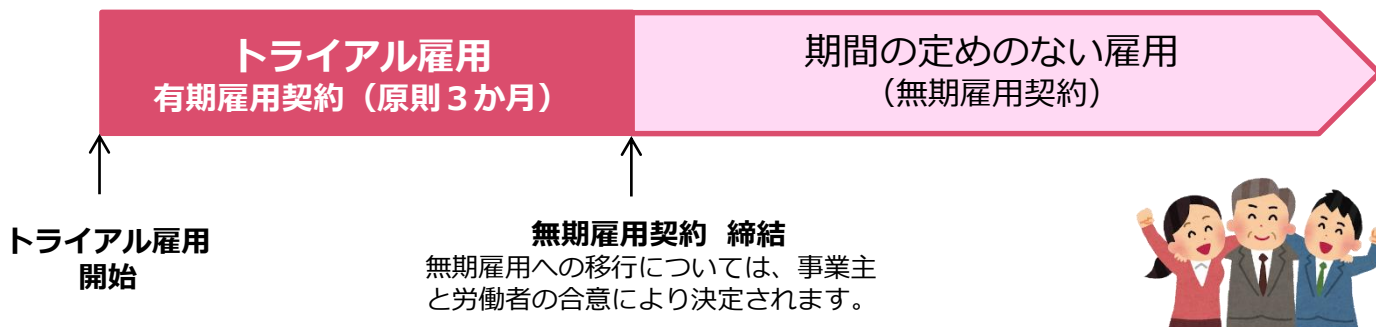 トライアル雇用
有期雇用契約（原則３か月）
期間の定めのない雇用
（無期雇用契約）
トライアル雇用
開始
無期雇用契約 締結
無期雇用への移行については、事業主
と労働者の合意により決定されます。